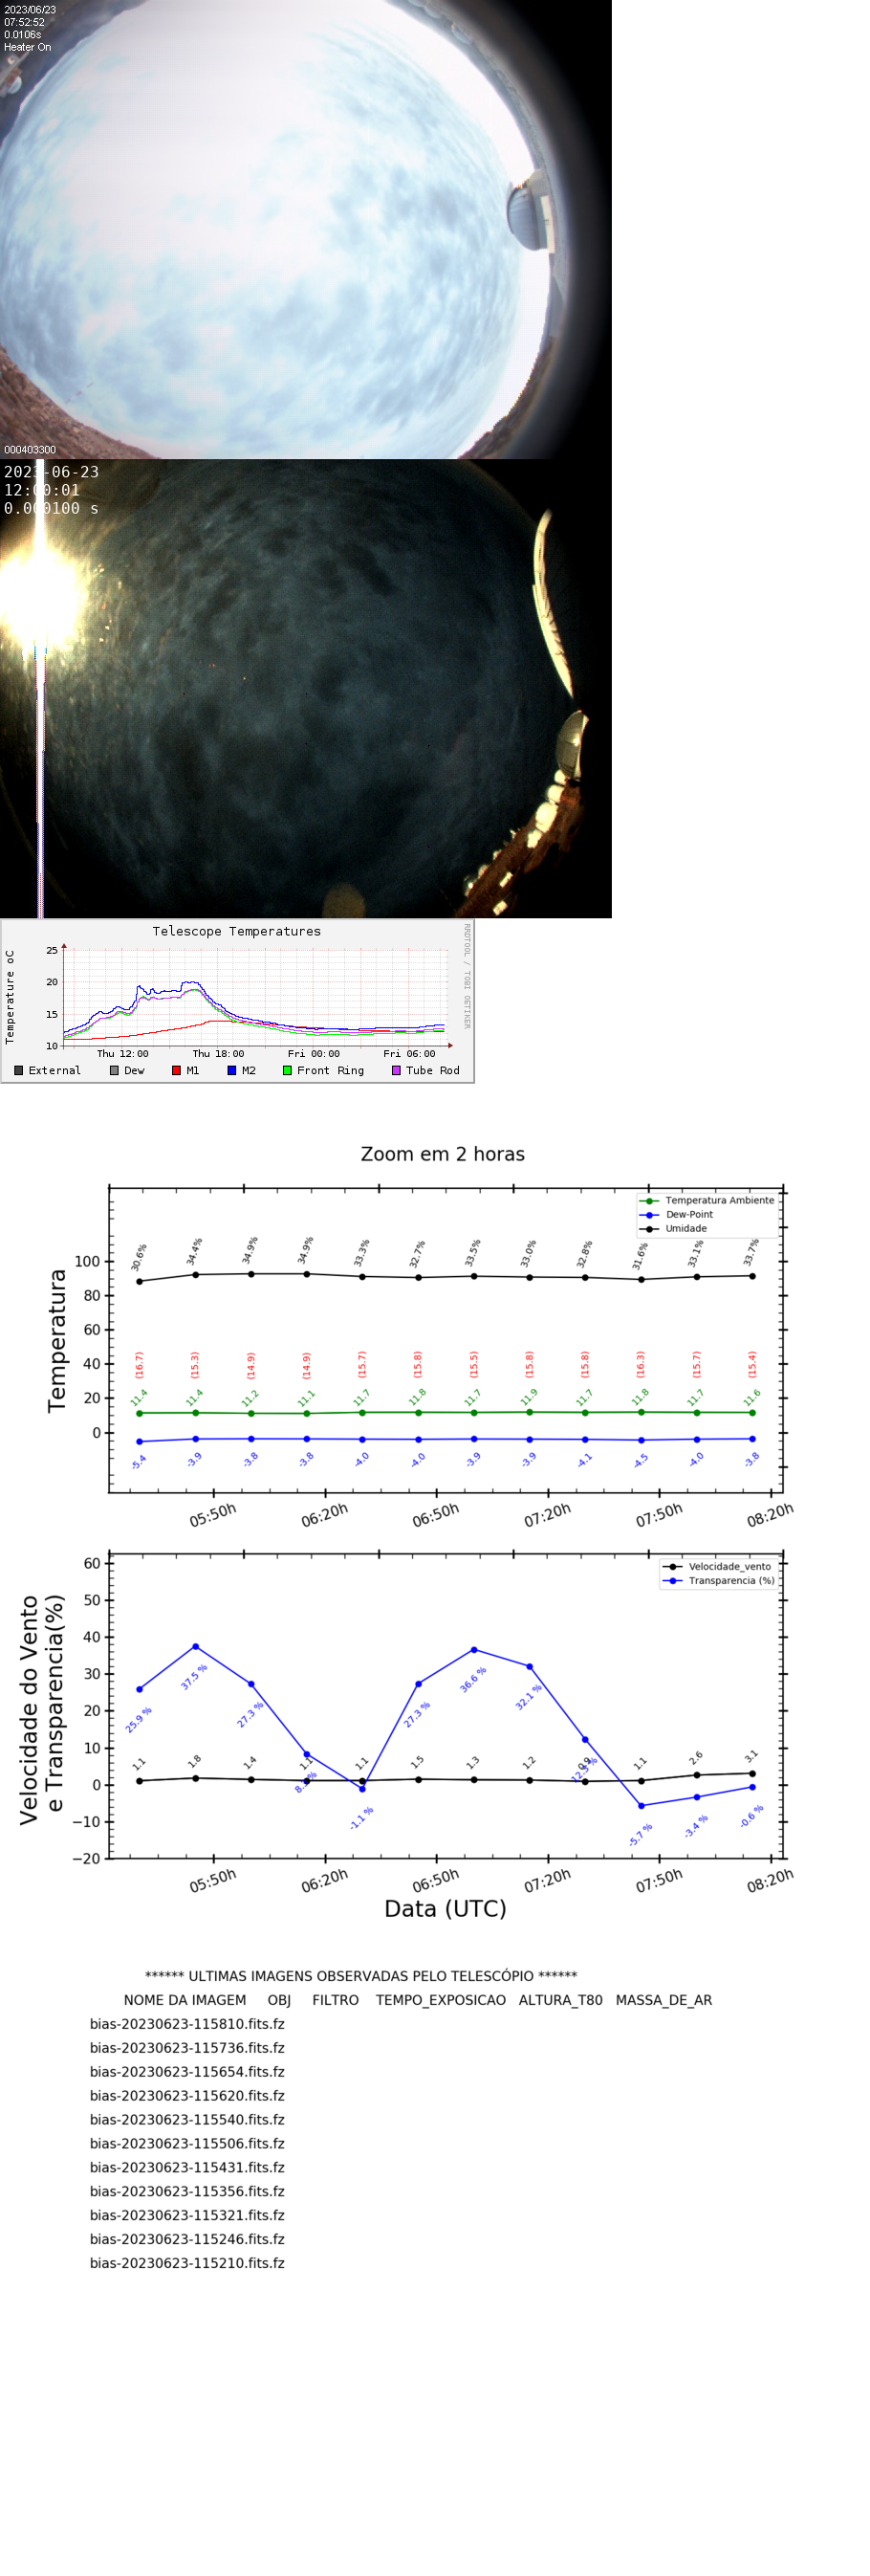 2023/06/23
07:52:52
0.0106s
Heater On
000403300
2023-06-23
12:00:01
0.000100 s
Telescope Temperatures
RRDTOOL / TOBI OETIKER
Temperature oC
25
20
15
10
Thu 12:00 Thu 18:00 Fri 00:00 Fri 06:00
External Dew M1 M2 Front Ring Tube Rod
Zoom em 2 horas
Temperatura Ambiente
Dew-Point
Umidade
Temperatura
100
80
60
40
20
0
30.6% 34.4% 34.9% 34.9% 33.3% 32.7% 33.5% 33.0% 32.8% 31.6% 33.1% 33.7%
(16.7) (15.3) (14.9) (14.9) (15.7) (15.8) (15.5) (15.8) (15.8) (16.3) (15.7) (15.4)
11.4 11.4 11.2 11.1 11.7 11.8 11.7 11.9 11.7 11.8 11.7 11.6
-5.4 -3.9 -3.8 -3.8 -4.0 -4.0 -3.9 -3.9 -4.1 -4.5 -4.0 -3.8
05:50h 06:20h 06:50h 07:20h 07:50h 08:20h
Velocidade_vento
Transparencia (%)
Velocidade do Vento
e Transparencia(%)
60
50
40
30
20
10
0
−10
−20
25.9 % 37.5 % 27.3 % -1.1 % 27.3 % 36.6 % 32.1 % -5.7 % -3.4 % -0.6 %
1.1 1.8 1.4 1.1 1.1 1.5 1.3 1.2 0.9 1.1 2.6 3.1
05:50h 06:20h 06:50h 07:20h 07:50h 08:20h
Data (UTC)
****** ULTIMAS IMAGENS OBSERVADAS PELO TELESCÓPIO ******
NOME DA IMAGEM OBJ FILTRO TEMPO_EXPOSICAO ALTURA_T80 MASSA_DE_AR
bias-20230623-115810.fits.fz
bias-20230623-115736.fits.fz
bias-20230623-115654.fits.fz
bias-20230623-115620.fits.fz
bias-20230623-115540.fits.fz
bias-20230623-115506.fits.fz
bias-20230623-115431.fits.fz
bias-20230623-115356.fits.fz
bias-20230623-115321.fits.fz
bias-20230623-115246.fits.fz
bias-20230623-115210.fits.fz